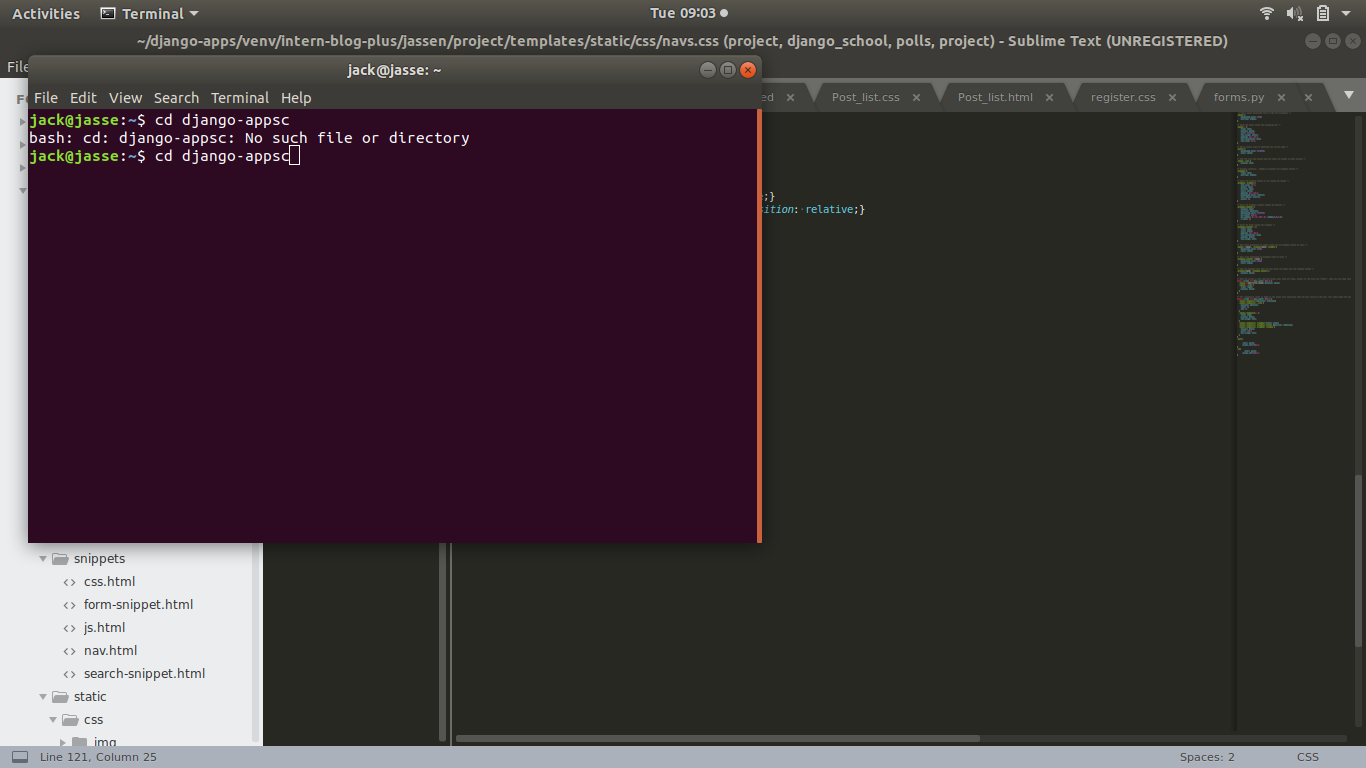 Activities Terminal Tue 09:03
~/django-apps/venv/intern-blog-plus/jassen/project/templates/static/css/navs.css (project, django_school, polls, project) - Sublime Text (UNREGISTERED)
File
jack@jasse: ~
File Edit View Search Terminal Help
ed Post_list.css Post_list.html register.css forms.py
jack@jasse:~$ cd django-appsc
bash: cd: django-appsc: No such file or directory
jack@jasse:~$ cd django-appsc
;}
sition: relative;}
snippets
css.html
form-snippet.html
js.html
nav.html
search-snippet.html
static
css
img
Line 121, Column 25 Spaces: 2 CSS